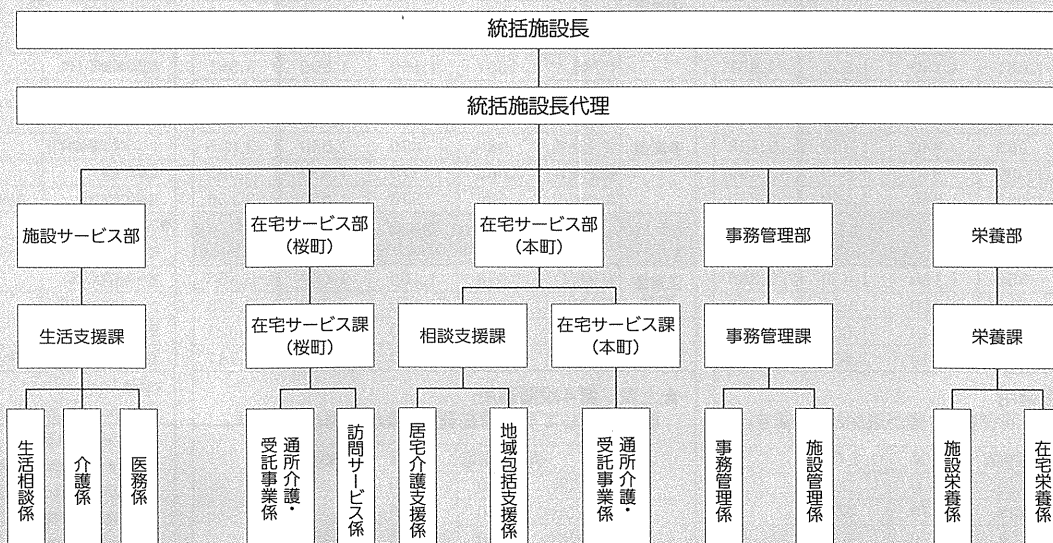 統括施設長
統括施設長代理
施設サービス部
在宅サービス部
(桜町)
在宅サービス部
(本町)
事務管理部
栄養部
生活支援課
在宅サービス課
(桜町)
相談支援課
在宅サービス課
(本町)
事務管理課
栄養課
生活相談係
介護係
医務係
通所介護・
受託事業係
訪問サービス係
居宅介護支援係
地域包括支援係
通所介護・
受託事業係
事務管理係
施設管理係
施設栄養係
在宅栄養係